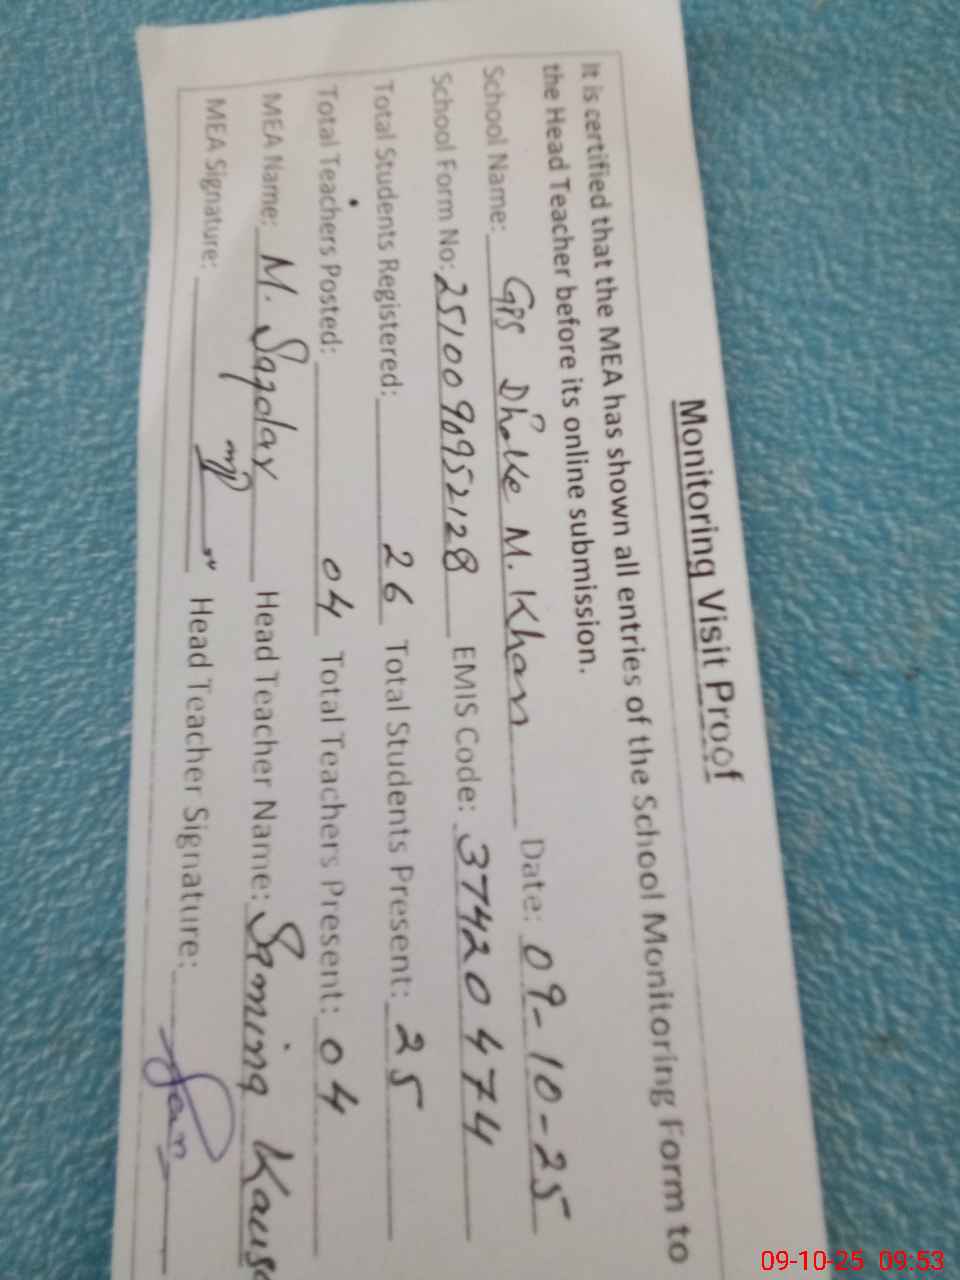 Monitoring Visit Proof
It is certified that the MEA has shown all entries of the School Monitoring Form to
the Head Teacher before its online submission.
School Name: GPS Dhoke M. Khan Date: 09-10-25
School Form No: 2510090952128 EMIS Code: 37420474
Total Students Registered: 26 Total Students Present: 25
Total Teachers Posted: 04 Total Teachers Present: 04
MEA Name: M. Safdar Head Teacher Name: Samina
MEA Signature: Head Teacher Signature:
09-10-25 09:53